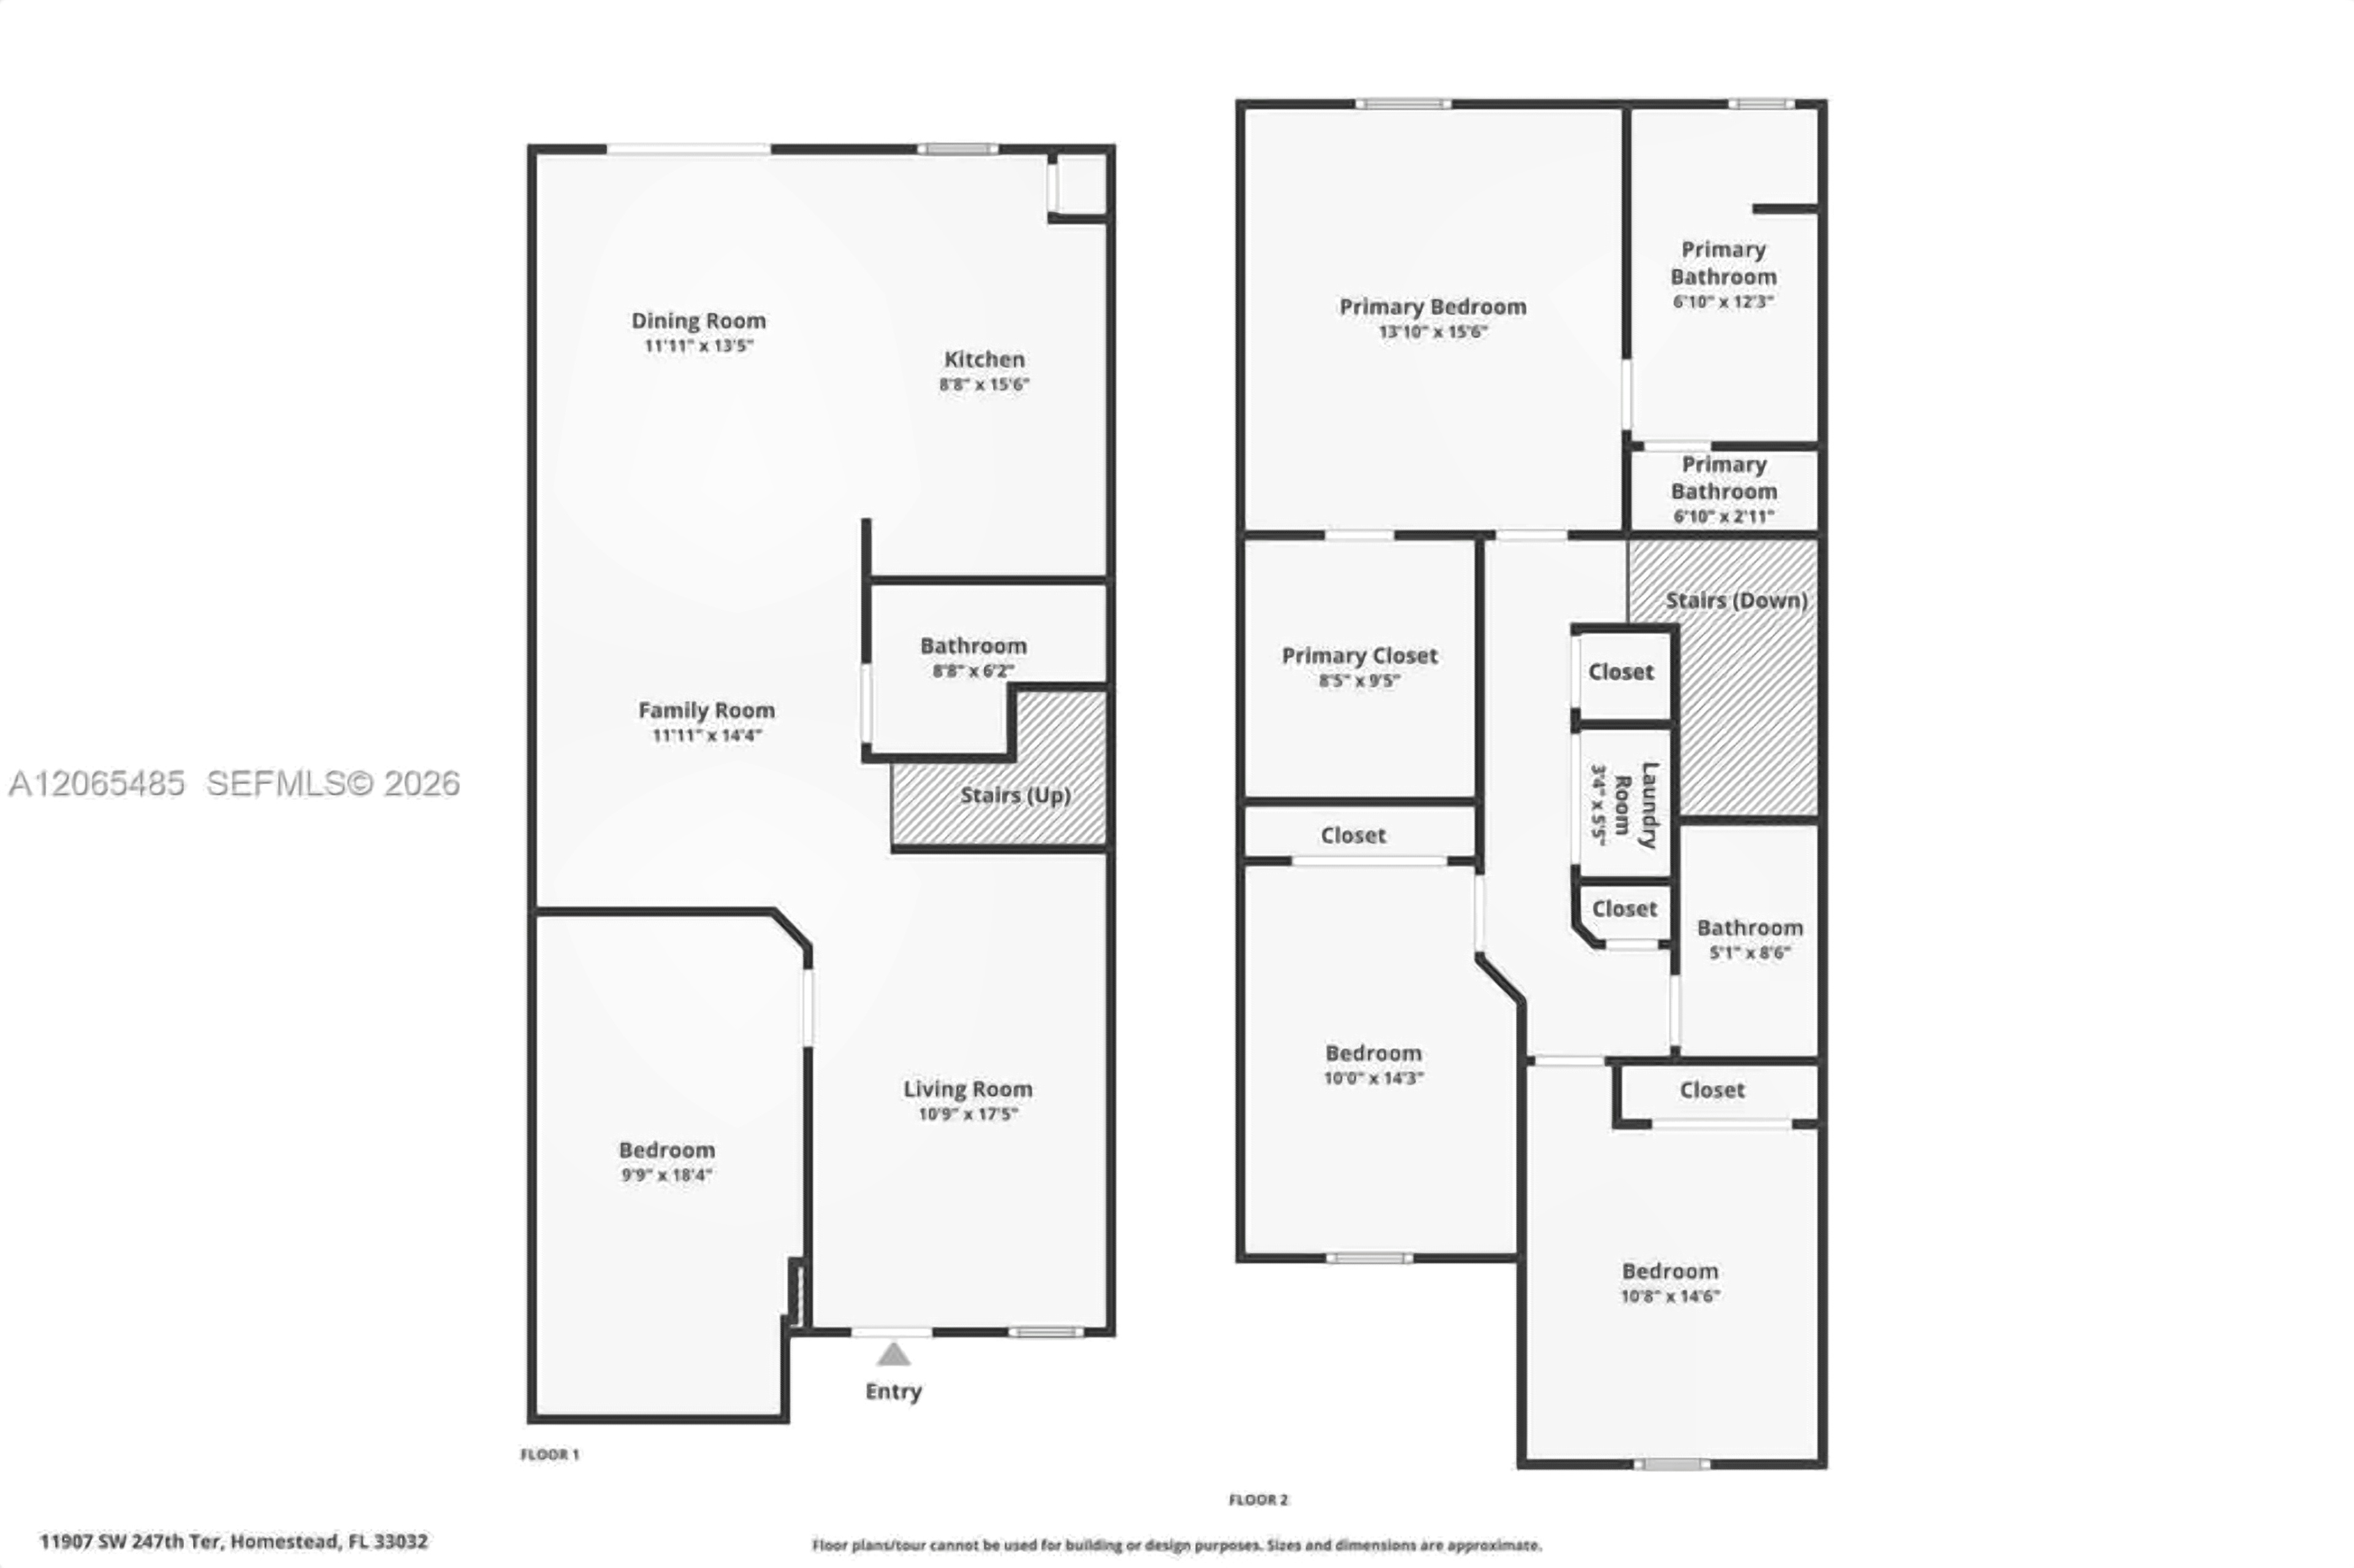 Dining Room
11'11" x 13'5"
Kitchen
8'8" x 15'6"
Bathroom
8'8" x 6'2"
Family Room
11'11" x 14'4"
Stairs (Up)
Living Room
10'9" x 17'5"
Bedroom
9'9" x 18'4"
Entry
FLOOR 1
Primary Bedroom
13'10" x 15'6"
Primary
Bathroom
6'10" x 12'3"
Primary
Bathroom
6'10" x 2'11"
Stairs (Down)
Primary Closet
8'5" x 9'5"
Closet
Laundry
Room
3'4" x 5'5"
Closet
Closet
Bathroom
5'1" x 8'6"
Bedroom
10'0" x 14'3"
Closet
Bedroom
10'8" x 14'6"
FLOOR 2
A12065485 SEFMLS© 2026
11907 SW 247th Ter, Homestead, FL 33032
Floor plans/tour cannot be used for building or design purposes. Sizes and dimensions are approximate.